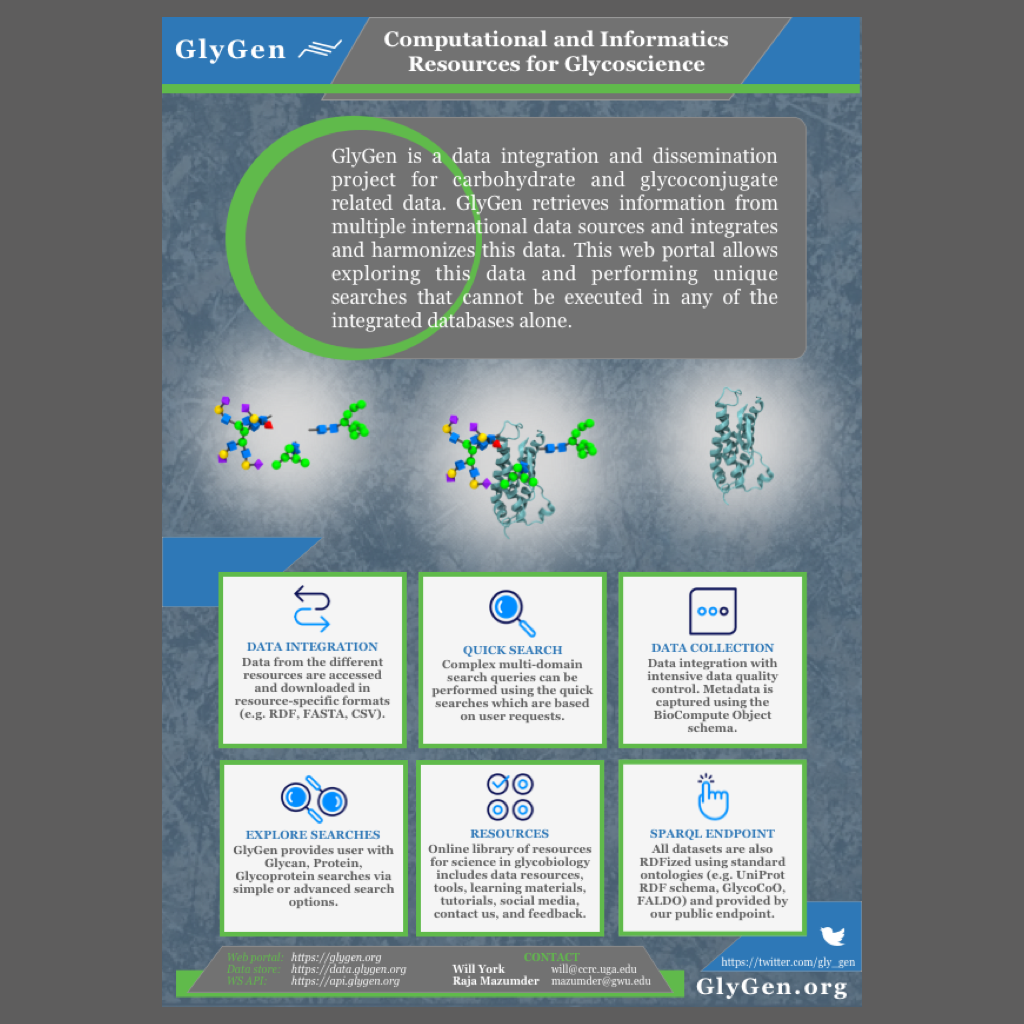 GlyGen
Computational and Informatics
Resources for Glycoscience
GlyGen is a data integration and dissemination
project for carbohydrate and glycoconjugate
related data. GlyGen retrieves information from
multiple international data sources and integrates
and harmonizes this data. This web portal allows
exploring this data and performing unique
searches that cannot be executed in any of the
integrated databases alone.
DATA INTEGRATION
Data from the different
resources are accessed
and downloaded in
resource-specific formats
(e.g. RDF, FASTA, CSV).
QUICK SEARCH
Complex multi-domain
search queries can be
performed using the quick
searches which are based
on user requests.
DATA COLLECTION
Data integration with
intensive data quality
control. Metadata is
captured using the
BioCompute Object
schema.
EXPLORE SEARCHES
GlyGen provides user with
Glycan, Protein,
Glycoprotein searches via
simple or advanced search
options.
RESOURCES
Online library of resources
for science in glycobiology
includes data resources,
tools, learning materials,
tutorials, social media,
contact us, and feedback.
SPARQL ENDPOINT
All datasets are also
RDFized using standard
ontologies (e.g. UniProt
RDF schema, GlycoCoO,
FALDO) and provided by
our public endpoint.
Web portal: https://glygen.org
Data store: https://data.glygen.org
WS API: https://api.glygen.org
CONTACT
Will York will@ccrc.uga.edu
Raja Mazumder mazumder@gwu.edu
https://twitter.com/gly_gen
GlyGen.org